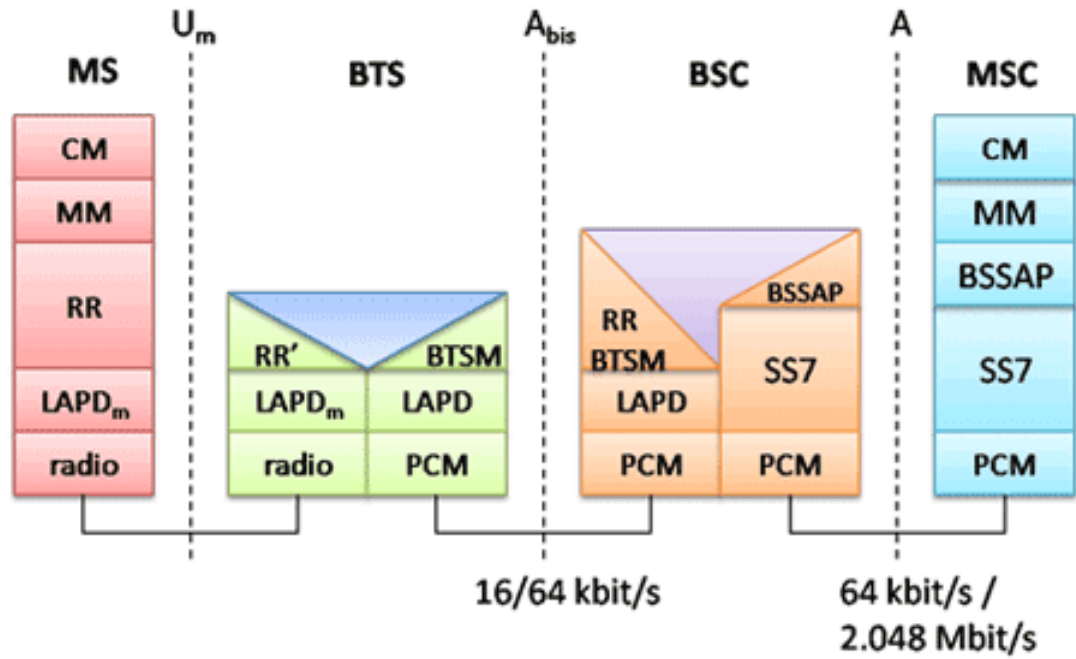 Um Abis A
MS BTS BSC MSC
CM CM
MM MM
RR BSSAP BSSAP
RR
RR' BTSM BTSM SS7 SS7
LAPDm LAPDm LAPD LAPD
radio radio PCM PCM PCM PCM
16/64 kbit/s 64 kbit/s /
2.048 Mbit/s